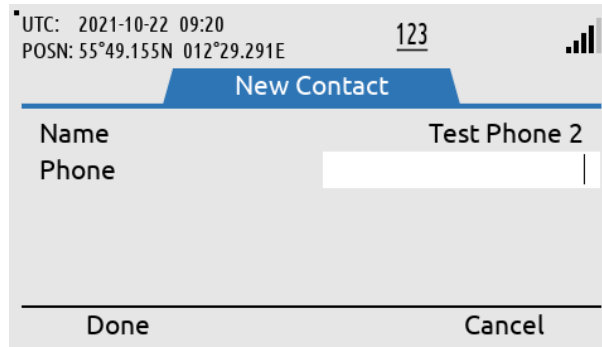 UTC: 2021-10-22 09:20
123
POSN: 55°49.155N 012°29.291E
New Contact
Name Test Phone 2
Phone
Done Cancel